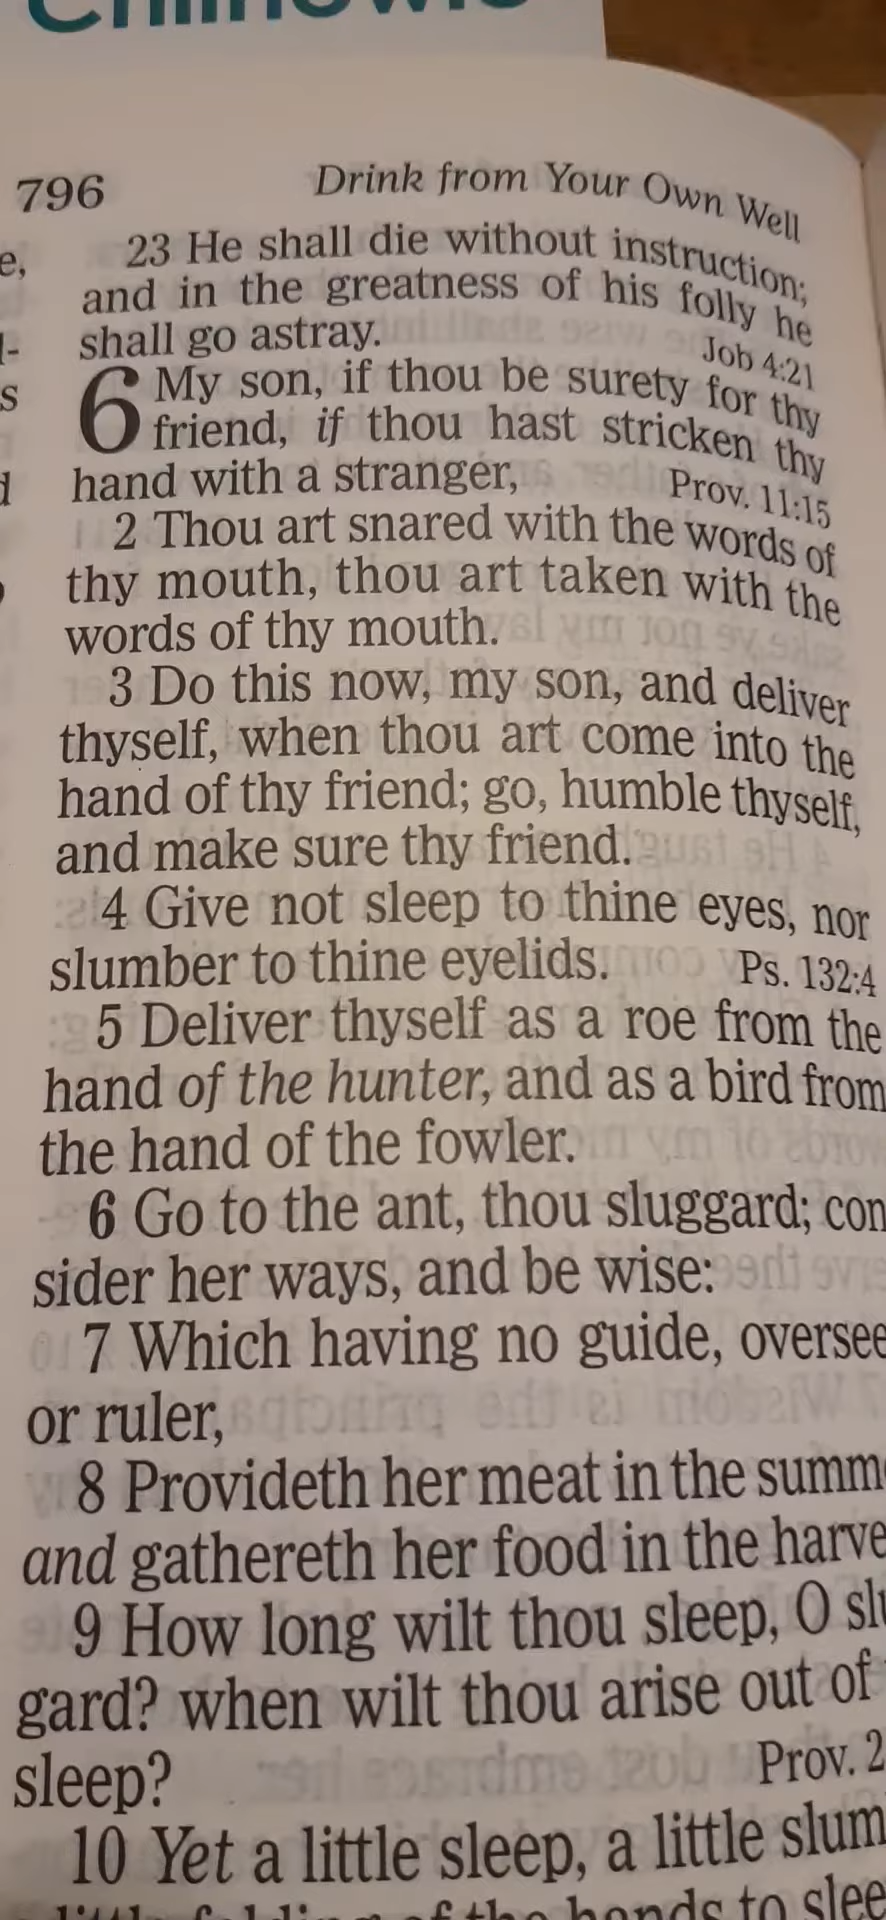 796 Drink from Your Own Well
23 He shall die without instruction;
and in the greatness of his folly he
shall go astray.
Job 4:21
6 My son, if thou be surety for thy
friend, if thou hast stricken thy
hand with a stranger,
Prov. 11:15
2 Thou art snared with the words of
thy mouth, thou art taken with the
words of thy mouth.
3 Do this now, my son, and deliver
thyself, when thou art come into the
hand of thy friend; go, humble thyself,
and make sure thy friend.
4 Give not sleep to thine eyes, nor
slumber to thine eyelids. Ps. 132:4
5 Deliver thyself as a roe from the
hand of the hunter, and as a bird from
the hand of the fowler.
6 Go to the ant, thou sluggard; con
sider her ways, and be wise:
7 Which having no guide, oversee
or ruler,
8 Provideth her meat in the summ
and gathereth her food in the harve
9 How long wilt thou sleep, O slu
gard? when wilt thou arise out of
sleep? Prov. 2
10 Yet a little sleep, a little slum
of the hands to slee